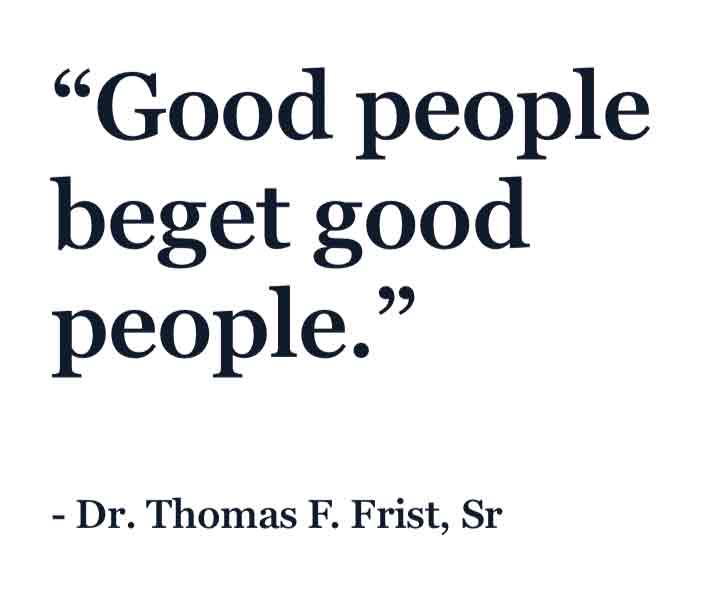 “Good people
beget good
people.”
- Dr. Thomas F. Frist, Sr